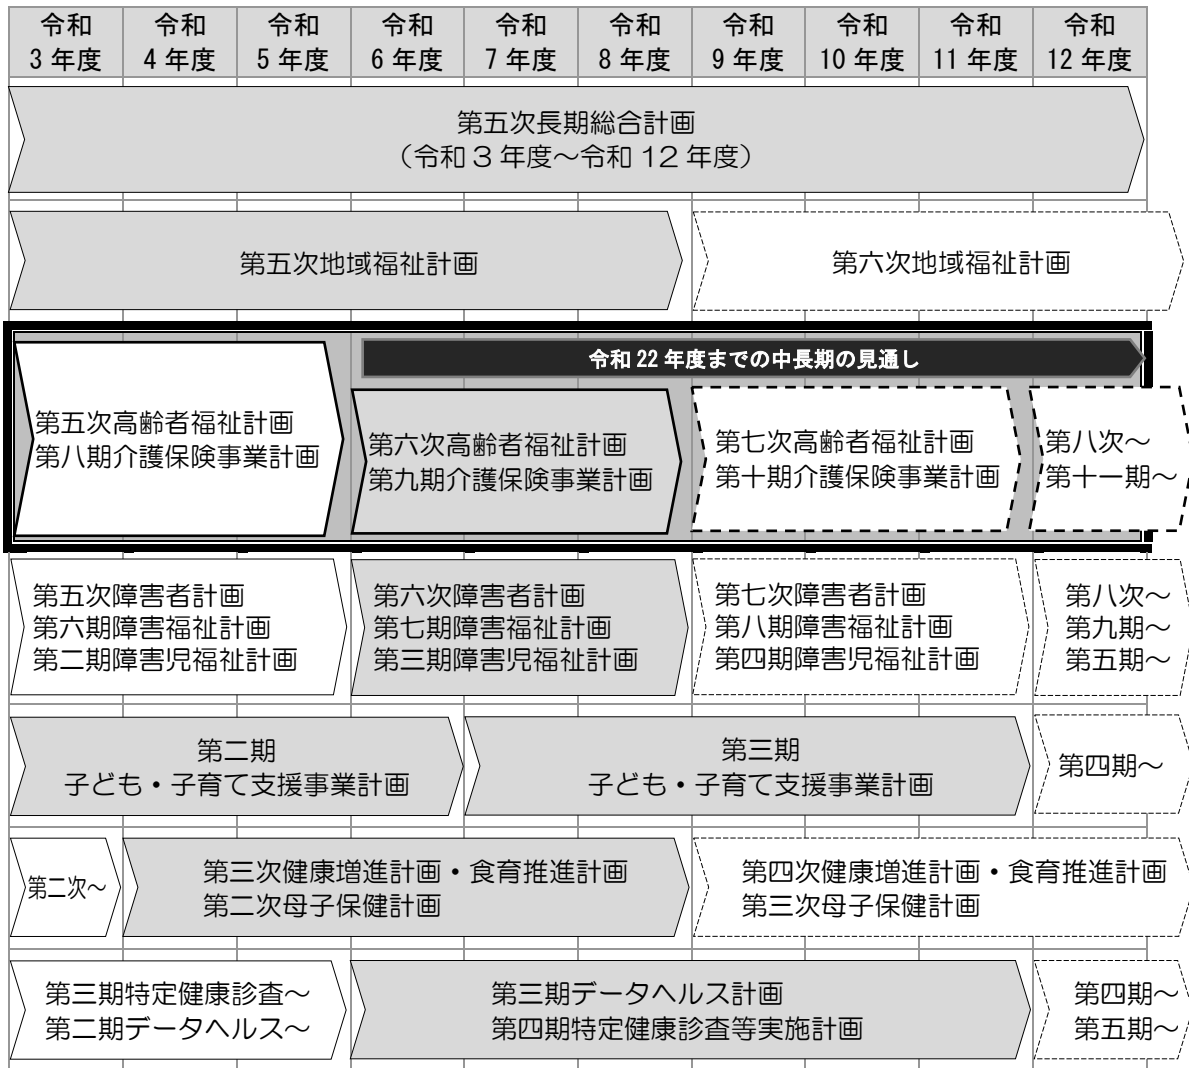 令和 令和 令和 令和 令和 令和 令和 令和 令和 令和
3 年度 4 年度 5 年度 6 年度 7 年度 8 年度 9 年度 10 年度 11 年度 12 年度
第五次長期総合計画
（令和 3 年度～令和 12 年度）
第五次地域福祉計画
第六次地域福祉計画
令和 22 年度までの中長期の見通し
第五次高齢者福祉計画
第八期介護保険事業計画
第六次高齢者福祉計画
第九期介護保険事業計画
第七次高齢者福祉計画
第十期介護保険事業計画
第八次～
第十一期～
第五次障害者計画
第六期障害福祉計画
第二期障害児福祉計画
第六次障害者計画
第七期障害福祉計画
第三期障害児福祉計画
第七次障害者計画
第八期障害福祉計画
第四期障害児福祉計画
第八次～
第九期～
第五期～
第二期
子ども・子育て支援事業計画
第三期
子ども・子育て支援事業計画
第四期～
第二次～
第三次健康増進計画・食育推進計画
第二次母子保健計画
第四次健康増進計画・食育推進計画
第三次母子保健計画
第三期特定健康診査～
第二期データヘルス～
第三期データヘルス計画
第四期特定健康診査等実施計画
第四期～
第五期～